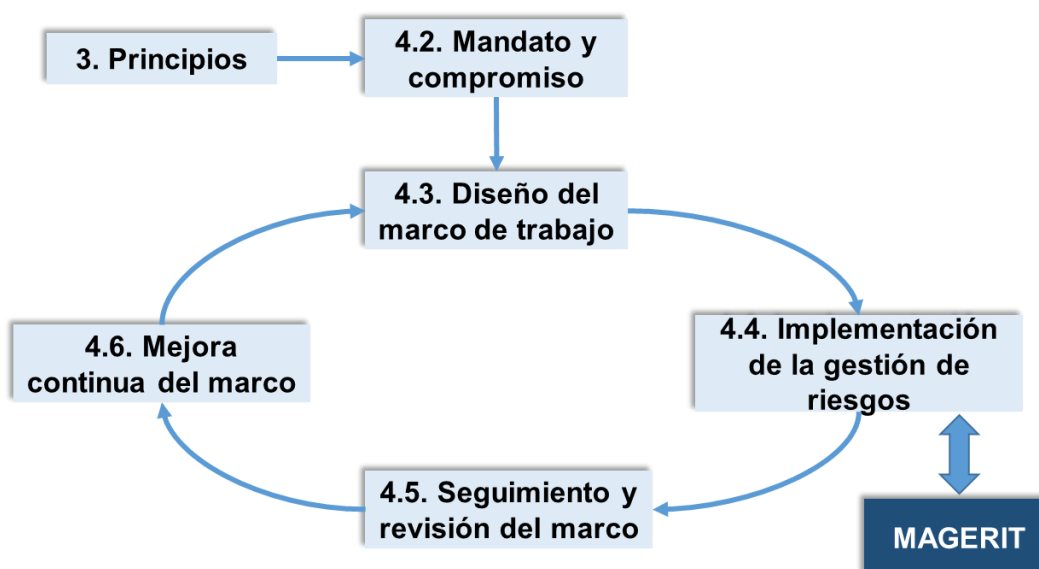 3. Principios
4.2. Mandato y
compromiso
4.3. Diseño del
marco de trabajo
4.6. Mejora
continua del marco
4.4. Implementación
de la gestión de
riesgos
4.5. Seguimiento y
revisión del marco
MAGERIT